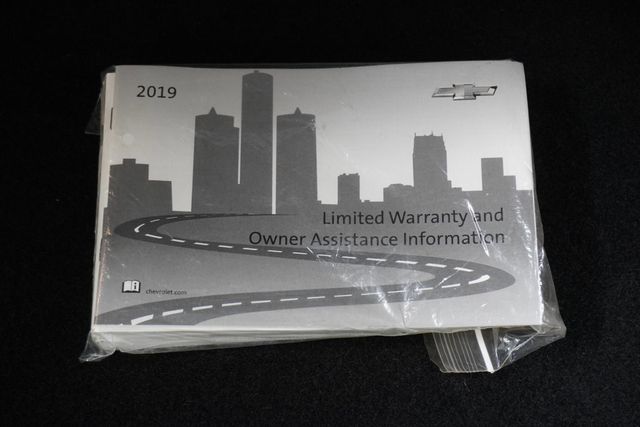 2019
Limited Warranty and
Owner Assistance Information
chevrolet.com